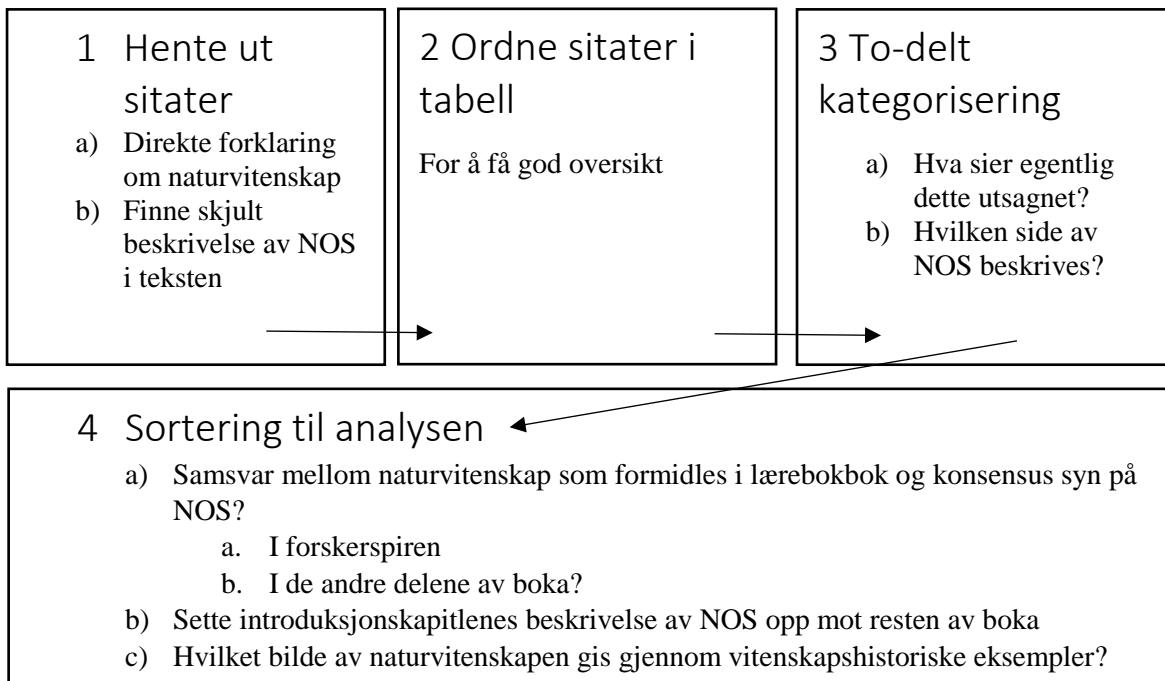 1 Hente ut
sitater
a) Direkte forklaring
om naturvitenskap
b) Finne skjult
beskrivelse av NOS
i teksten
2 Ordne sitater i
tabell
For å få god oversikt
3 To-delt
kategorisering
a) Hva sier egentlig
dette utsagnet?
b) Hvilken side av
NOS beskrives?
4 Sortering til analysen
a) Samsvar mellom naturvitenskap som formidles i lærebokbok og konsensus syn på
NOS?
a. I forskerspiren
b. I de andre delene av boka?
b) Sette introduksjonskapitlenes beskrivelse av NOS opp mot resten av boka
c) Hvilket bilde av naturvitenskapen gis gjennom vitenskapshistoriske eksempler?